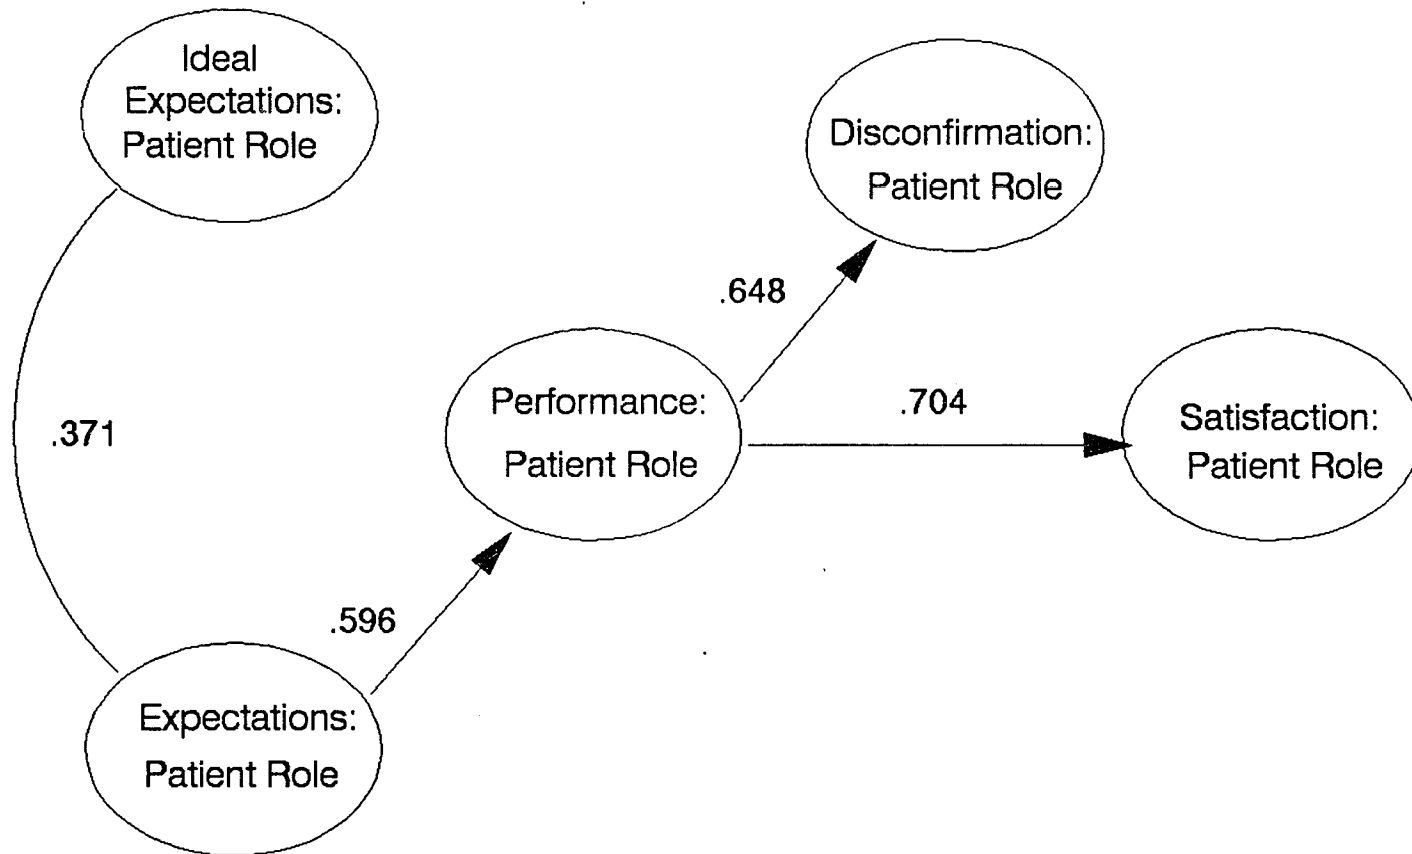 Ideal
Expectations:
Patient Role
Disconfirmation:
Patient Role
.648
Performance:
Patient Role
.704
Satisfaction:
Patient Role
.371
.596
Expectations:
Patient Role